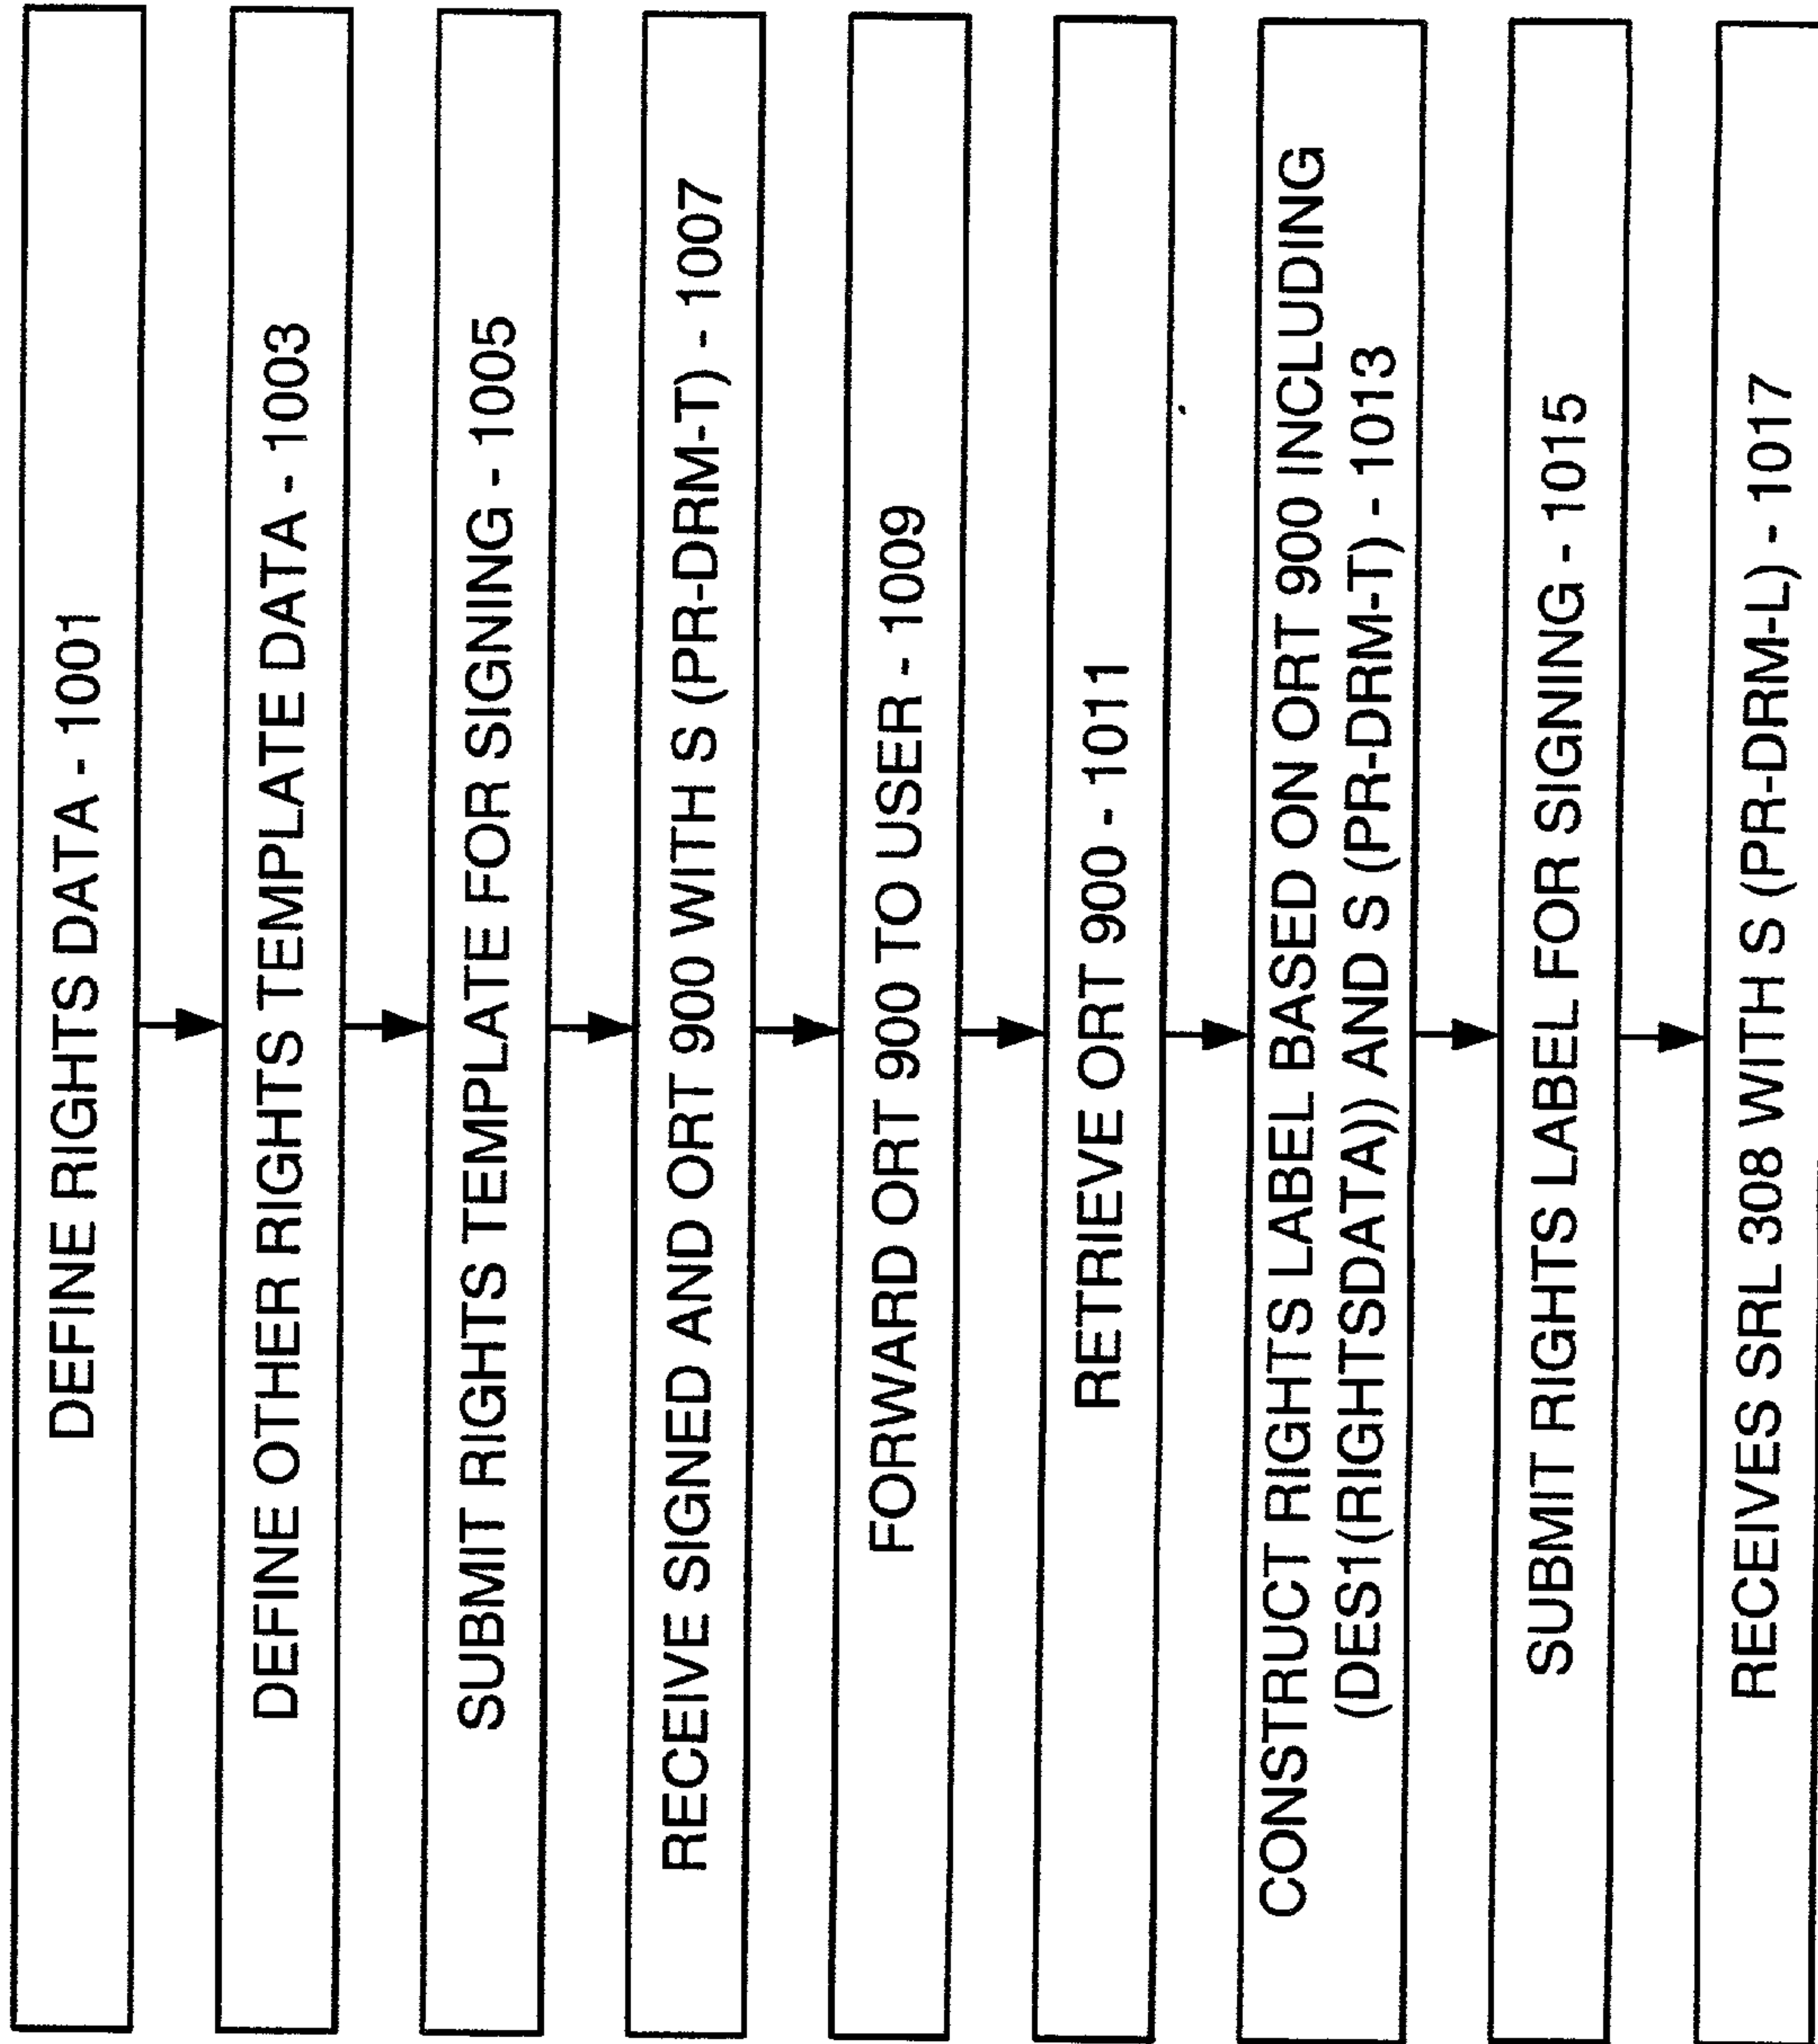 DEFINE RIGHTS DATA - 1001
DEFINE OTHER RIGHTS TEMPLATE DATA - 1003
SUBMIT RIGHTS TEMPLATE FOR SIGNING - 1005
RECEIVE SIGNED AND ORT 900 WITH S (PR-DRM-T) - 1007
FORWARD ORT 900 TO USER - 1009
RETRIEVE ORT 900 - 1011
CONSTRUCT RIGHTS LABEL BASED ON ORT 900 INCLUDING
(DES1(RIGHTSDATA)) AND S (PR-DRM-T) - 1013
SUBMIT RIGHTS LABEL FOR SIGNING - 1015
RECEIVES SRL 308 WITH S (PR-DRM-L) - 1017